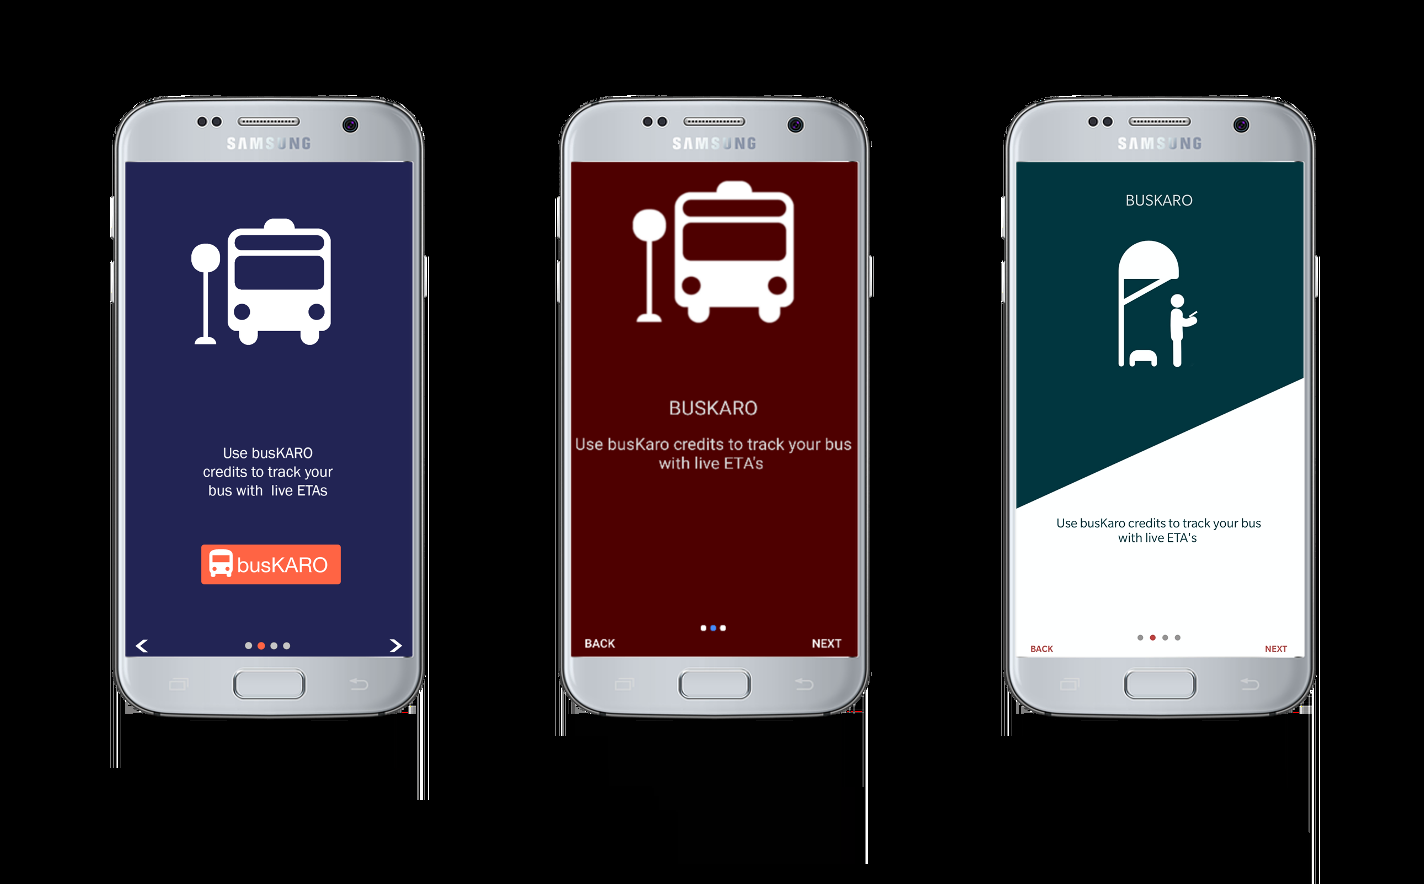 SAMSUNG
Use busKARO
credits to track your
bus with live ETAs
busKARO
SAMSUNG
BUSKARO
Use busKaro credits to track your bus
with live ETA's
BACK
NEXT
SAMSUNG
BUSKARO
Use busKaro credits to track your bus
with live ETA's
BACK
NEXT